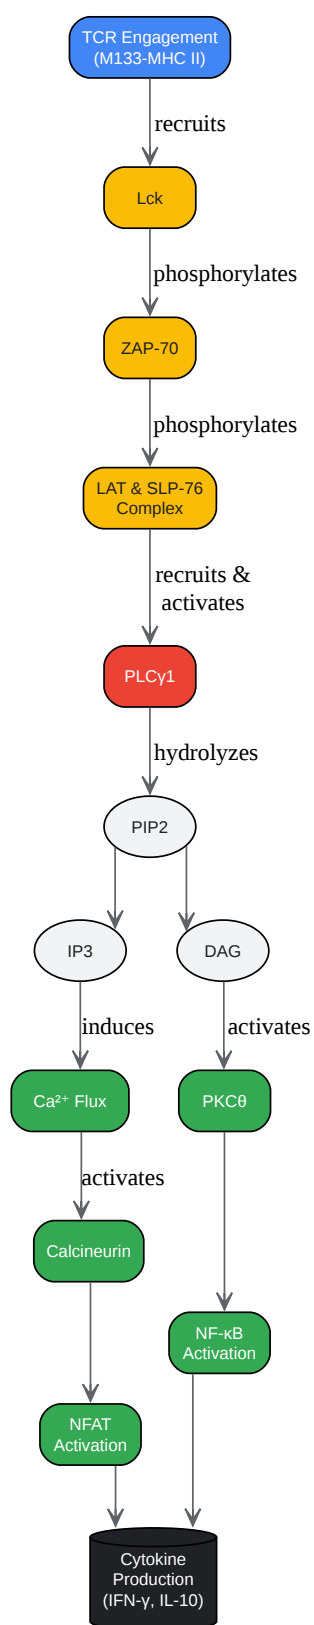 TCR Engagement
(M133-MHC II)
recruits
Lck
phosphorylates
ZAP-70
phosphorylates
LAT & SLP-76
Complex
recruits &
activates
PLCγ1
hydrolyzes
PIP2
IP3
DAG
induces
activates
Ca²⁺ Flux
PKCθ
activates
Calcineurin
NF-κB
Activation
NFAT
Activation
Cytokine
Production
(IFN-γ, IL-10)